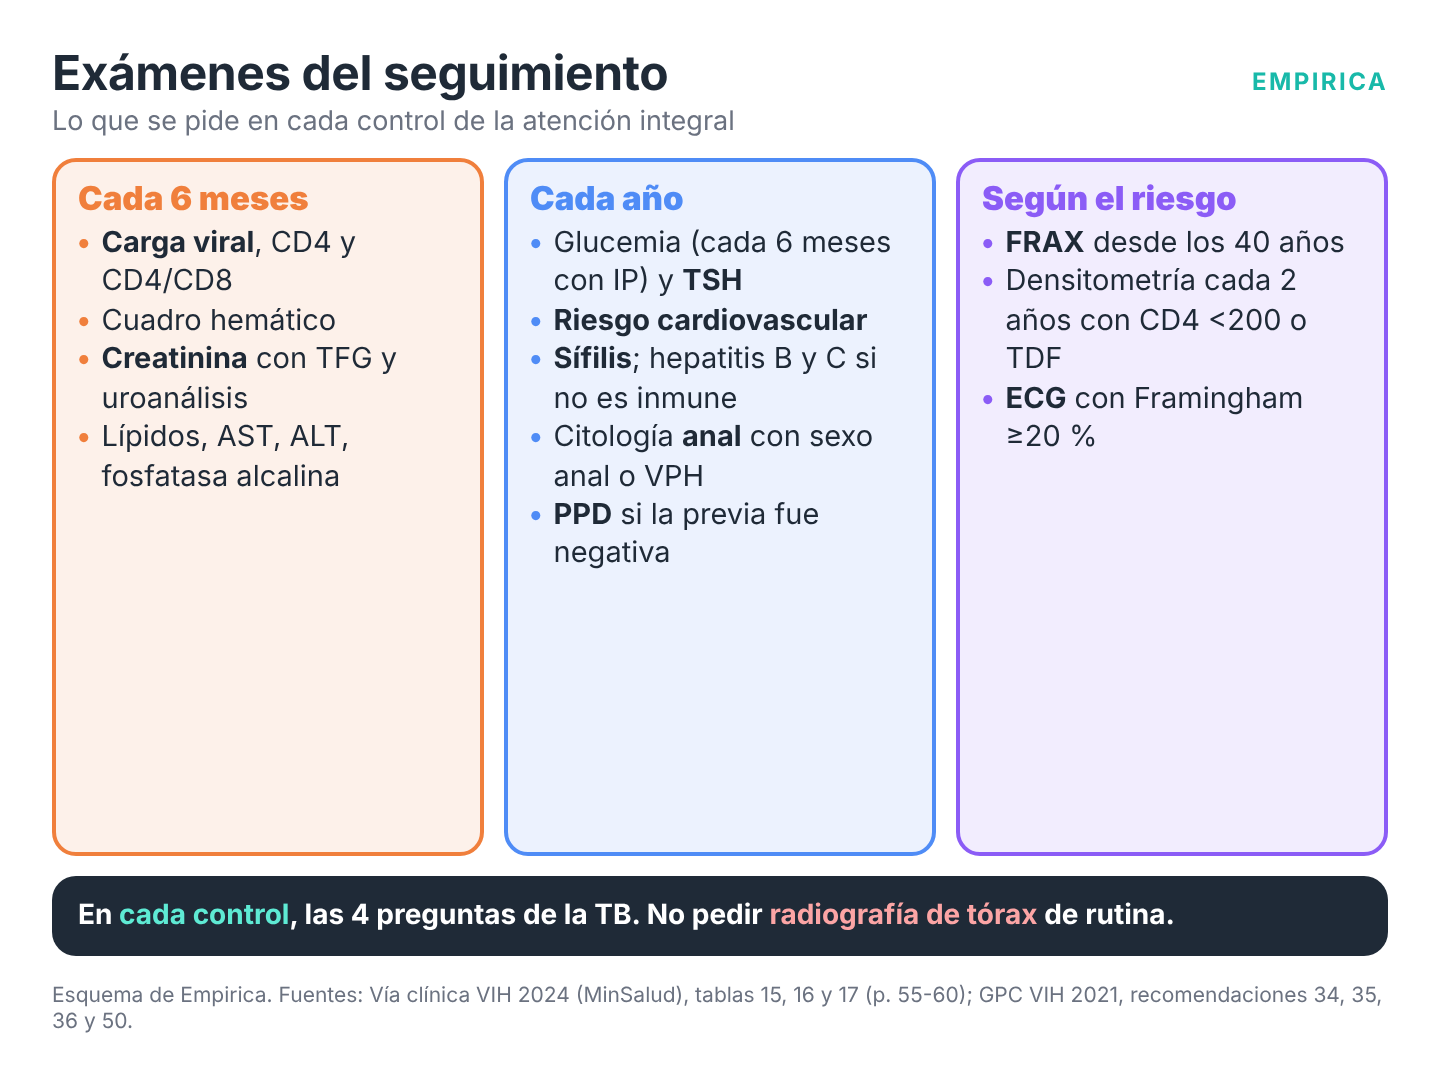 Exámenes del seguimiento
EMPIRICA
Lo que se pide en cada control de la atención integral
Cada 6 meses
• Carga viral, CD4 y
CD4/CD8
• Cuadro hemático
• Creatinina con TFG y
uroanálisis
• Lípidos, AST, ALT,
fosfatasa alcalina
Cada año
• Glucemia (cada 6 meses
con IP) y TSH
• Riesgo cardiovascular
• Sífilis; hepatitis B y C si
no es inmune
• Citología anal con sexo
anal o VPH
• PPD si la previa fue
negativa
Según el riesgo
• FRAX desde los 40 años
• Densitometría cada 2
años con CD4 <200 o
TDF
• ECG con Framingham
≥20 %
En cada control, las 4 preguntas de la TB. No pedir radiografía de tórax de rutina.
Esquema de Empirica. Fuentes: Vía clínica VIH 2024 (MinSalud), tablas 15, 16 y 17 (p. 55-60); GPC VIH 2021, recomendaciones 34, 35,
36 y 50.